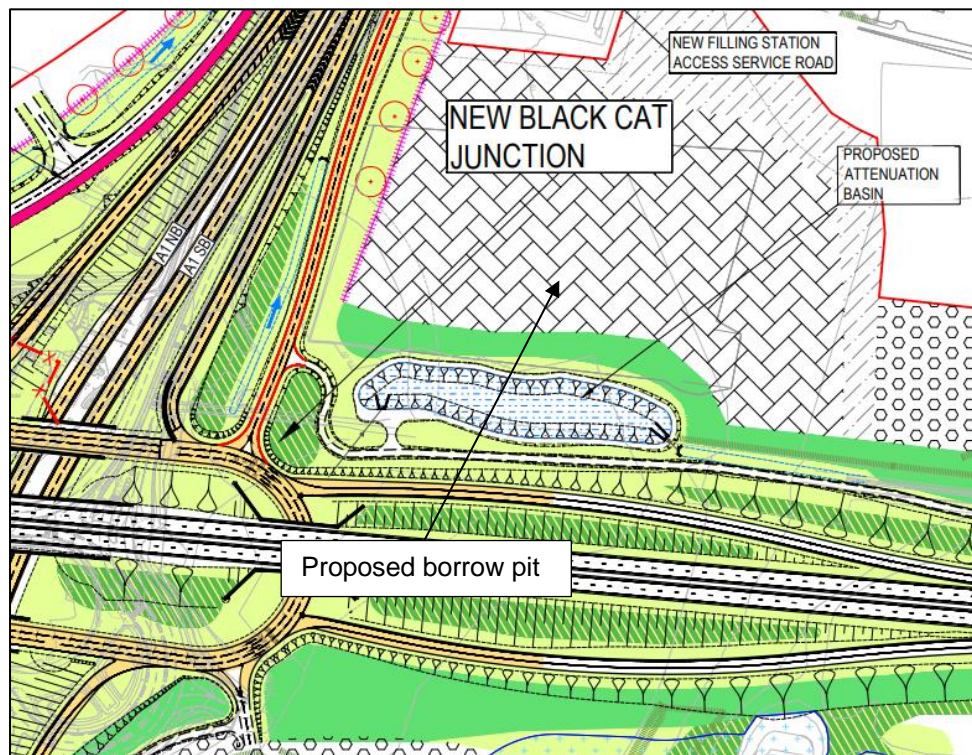 NEW FILLING STATION
ACCESS SERVICE ROAD
NEW BLACK CAT
JUNCTION
PROPOSED
ATTENUATION
BASIN
A1 NB
A1 SB
X
X
Proposed borrow pit